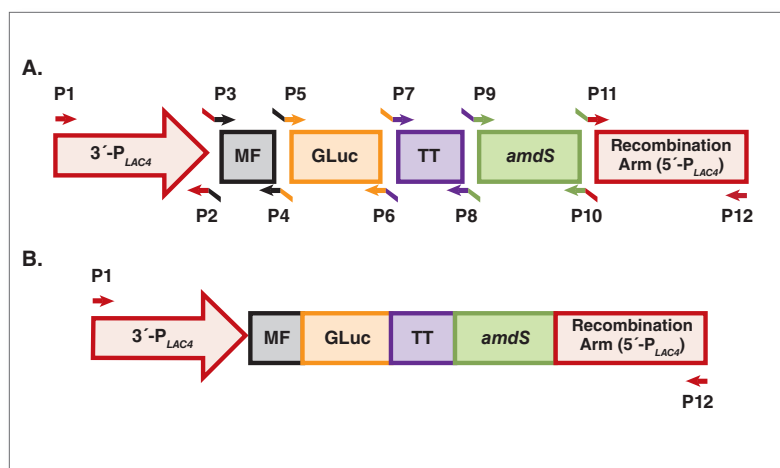 A.
P1 P3 P5 P7 P9 P11
3´-PLAC4 MF GLuc TT amdS Recombination
Arm (5´-PLAC4)
P2 P4 P6 P8 P10 P12
B.
P1
3´-PLAC4 MF GLuc TT amdS Recombination
Arm (5´-PLAC4)
P12